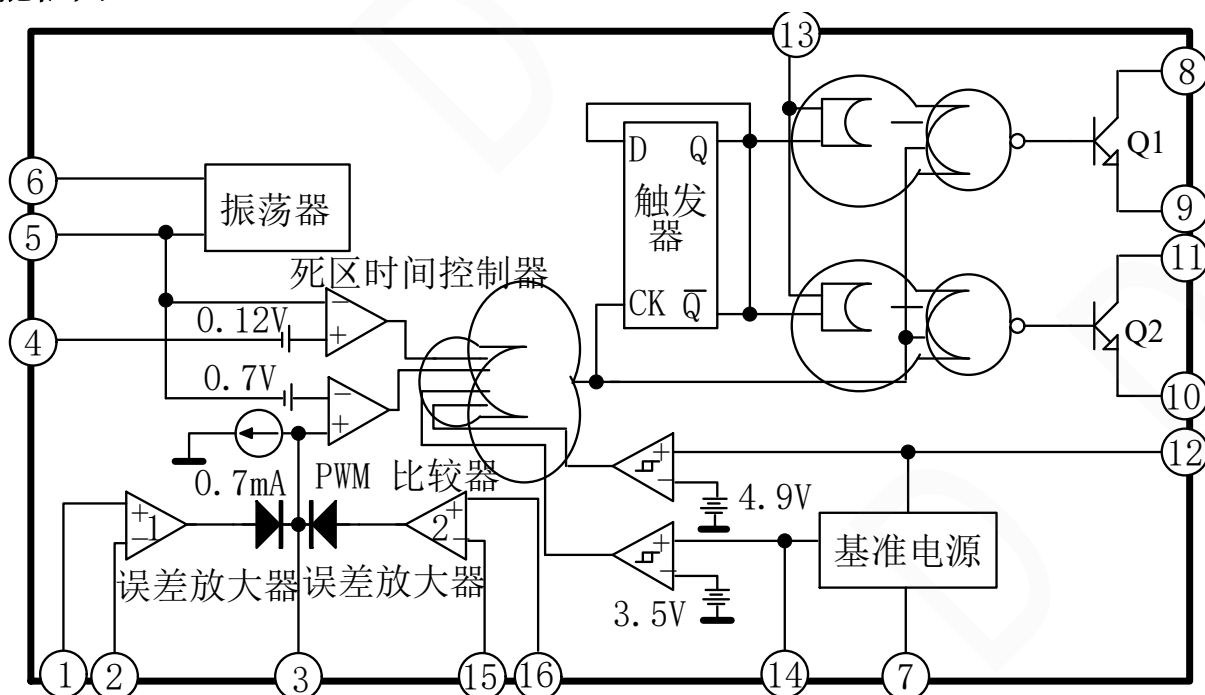 13
8
D Q
Q1
触发
器
6
振荡器
9
5
11
死区时间控制器
CK Q̅
0.12V
4
Q2
0.7V
10
12
0.7mA
PWM 比较器
4.9V
1
2
基准电源
误差放大器
误差放大器
3.5V
1
2
3
15
16
14
7